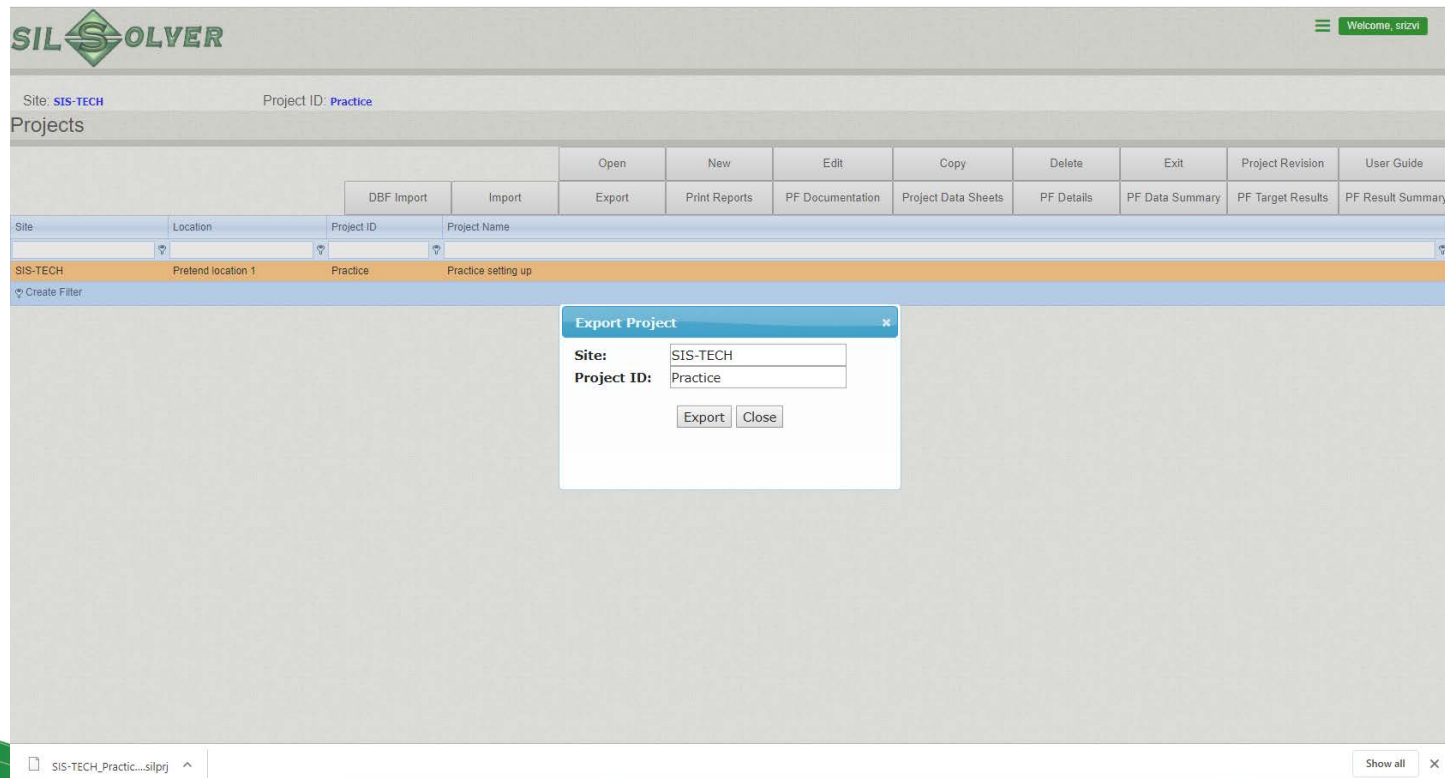 SIL SOLVER
Welcome, srizvi
Site: SIS-TECH Project ID: Practice
Projects
Open New Edit Copy Delete Exit Project Revision User Guide
DBF Import Import Export Print Reports PF Documentation Project Data Sheets PF Details PF Data Summary PF Target Results PF Result Summary
Site Location Project ID Project Name
SIS-TECH Pretend location 1 Practice Practice setting up
Create Filter
Export Project x
Site: SIS-TECH
Project ID: Practice
Export Close
SIS-TECH_Practic....silprj
Show all